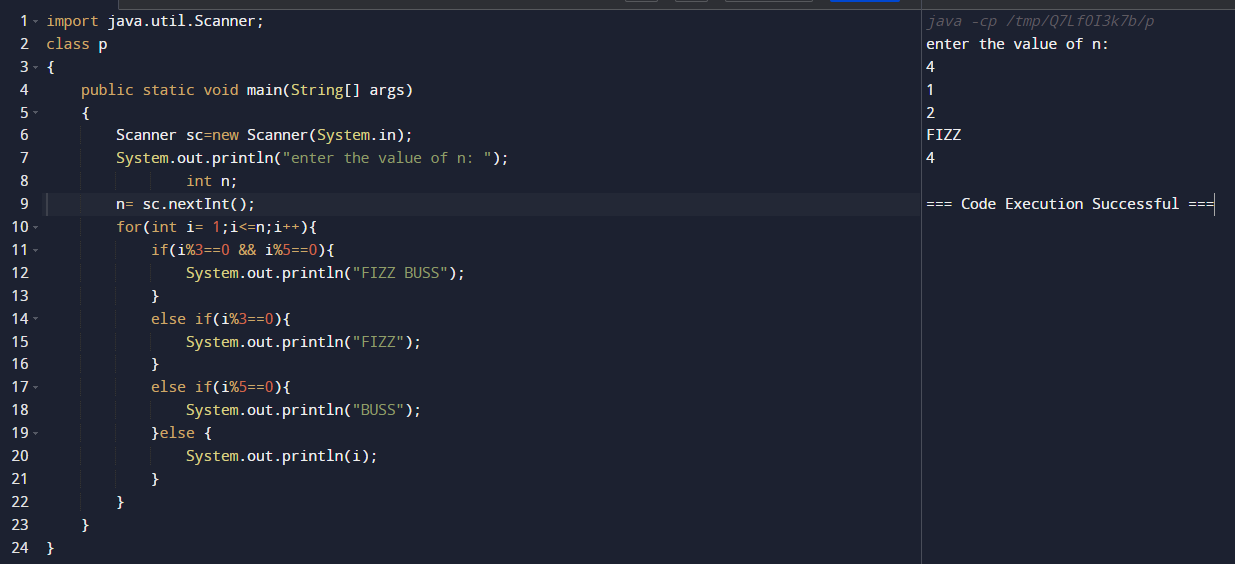 1 import java.util.Scanner;
2 class p
3 {
4     public static void main(String[] args)
5     {
6         Scanner sc=new Scanner(System.in);
7         System.out.println("enter the value of n: ");
8                 int n;
9         n= sc.nextInt();
10         for(int i= 1;i<=n;i++){
11             if(i%3==0 && i%5==0){
12                 System.out.println("FIZZ BUSS");
13             }
14             else if(i%3==0){
15                 System.out.println("FIZZ");
16             }
17             else if(i%5==0){
18                 System.out.println("BUSS");
19             }else {
20                 System.out.println(i);
21             }
22         }
23     }
24 }
java -cp /tmp/Q7LfOI3k7b/p
enter the value of n:
4
1
2
FIZZ
4
=== Code Execution Successful ===